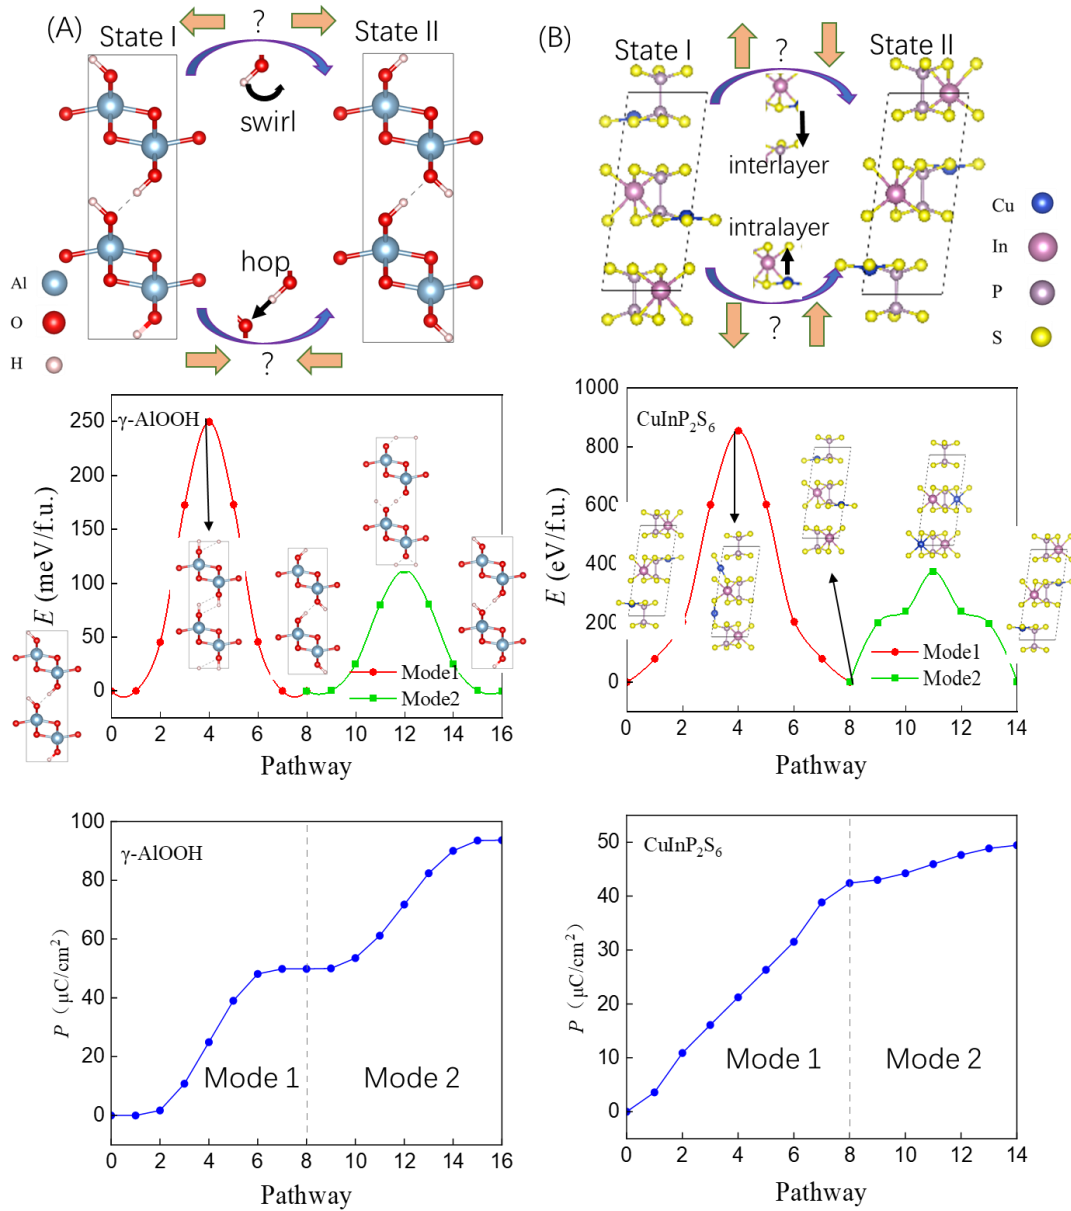 (A)
State I
?
State II
swirl
hop
?
Al
O
H
(B)
State I
?
State II
interlayer
intralayer
?
Cu
In
P
S
γ-AlOOH
E (meV/f.u.)
250
200
150
100
50
0
Mode1
Mode2
0 2 4 6 8 10 12 14 16
Pathway
CuInP2S6
E (eV/f.u.)
1000
800
600
400
200
0
Mode1
Mode2
0 2 4 6 8 10 12 14
Pathway
γ-AlOOH
P（μC/cm2)
100
80
60
40
20
0
Mode 1
Mode 2
0 2 4 6 8 10 12 14 16
Pathway
CuInP2S6
P（μC/cm2)
50
40
30
20
10
0
Mode 1
Mode 2
0 2 4 6 8 10 12 14
Pathway